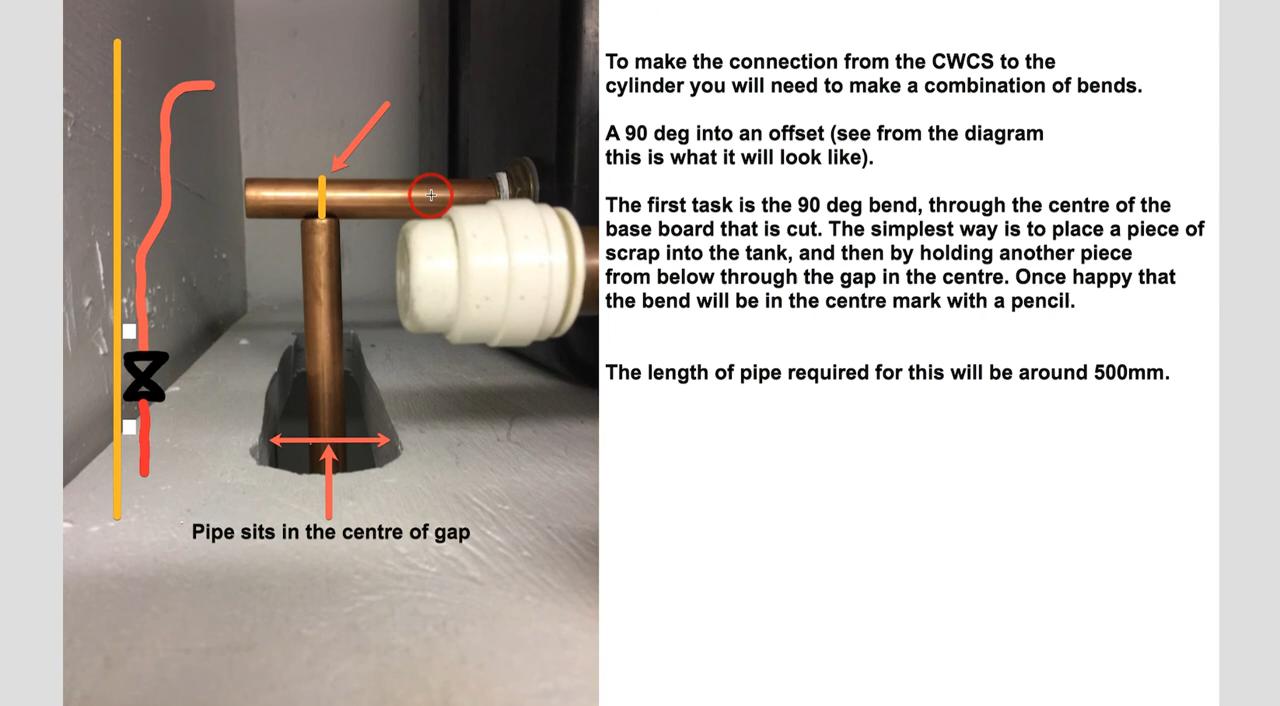 To make the connection from the CWCS to the
cylinder you will need to make a combination of bends.
A 90 deg into an offset (see from the diagram
this is what it will look like).
The first task is the 90 deg bend, through the centre of the
base board that is cut. The simplest way is to place a piece of
scrap into the tank, and then by holding another piece
from below through the gap in the centre. Once happy that
the bend will be in the centre mark with a pencil.
The length of pipe required for this will be around 500mm.
Pipe sits in the centre of gap